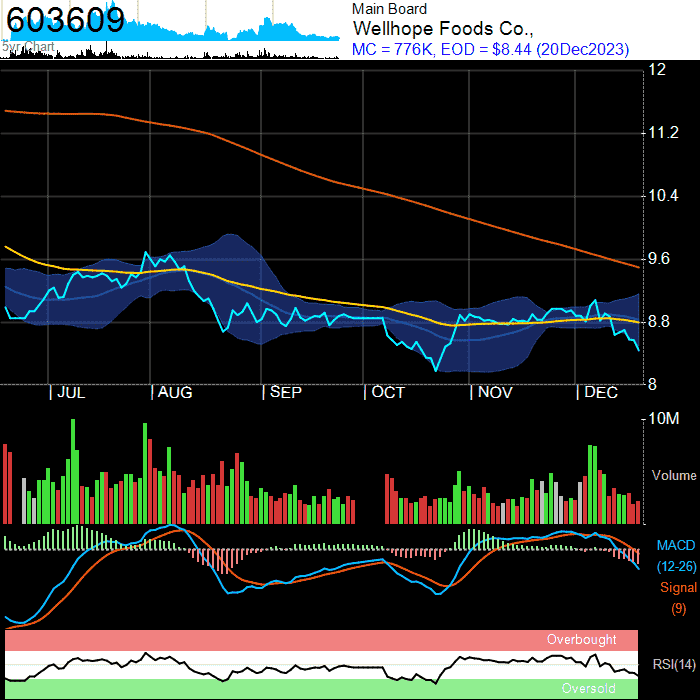 603609
5yr Chart
Main Board
Wellhope Foods Co.,
MC = 776K, EOD = $8.44 (20Dec2023)
12
11.2
10.4
9.6
8.8
8
| JUL | AUG | SEP | OCT | NOV | DEC
10M
Volume
MACD
(12-26)
Signal
(9)
Overbought
RSI(14)
Oversold